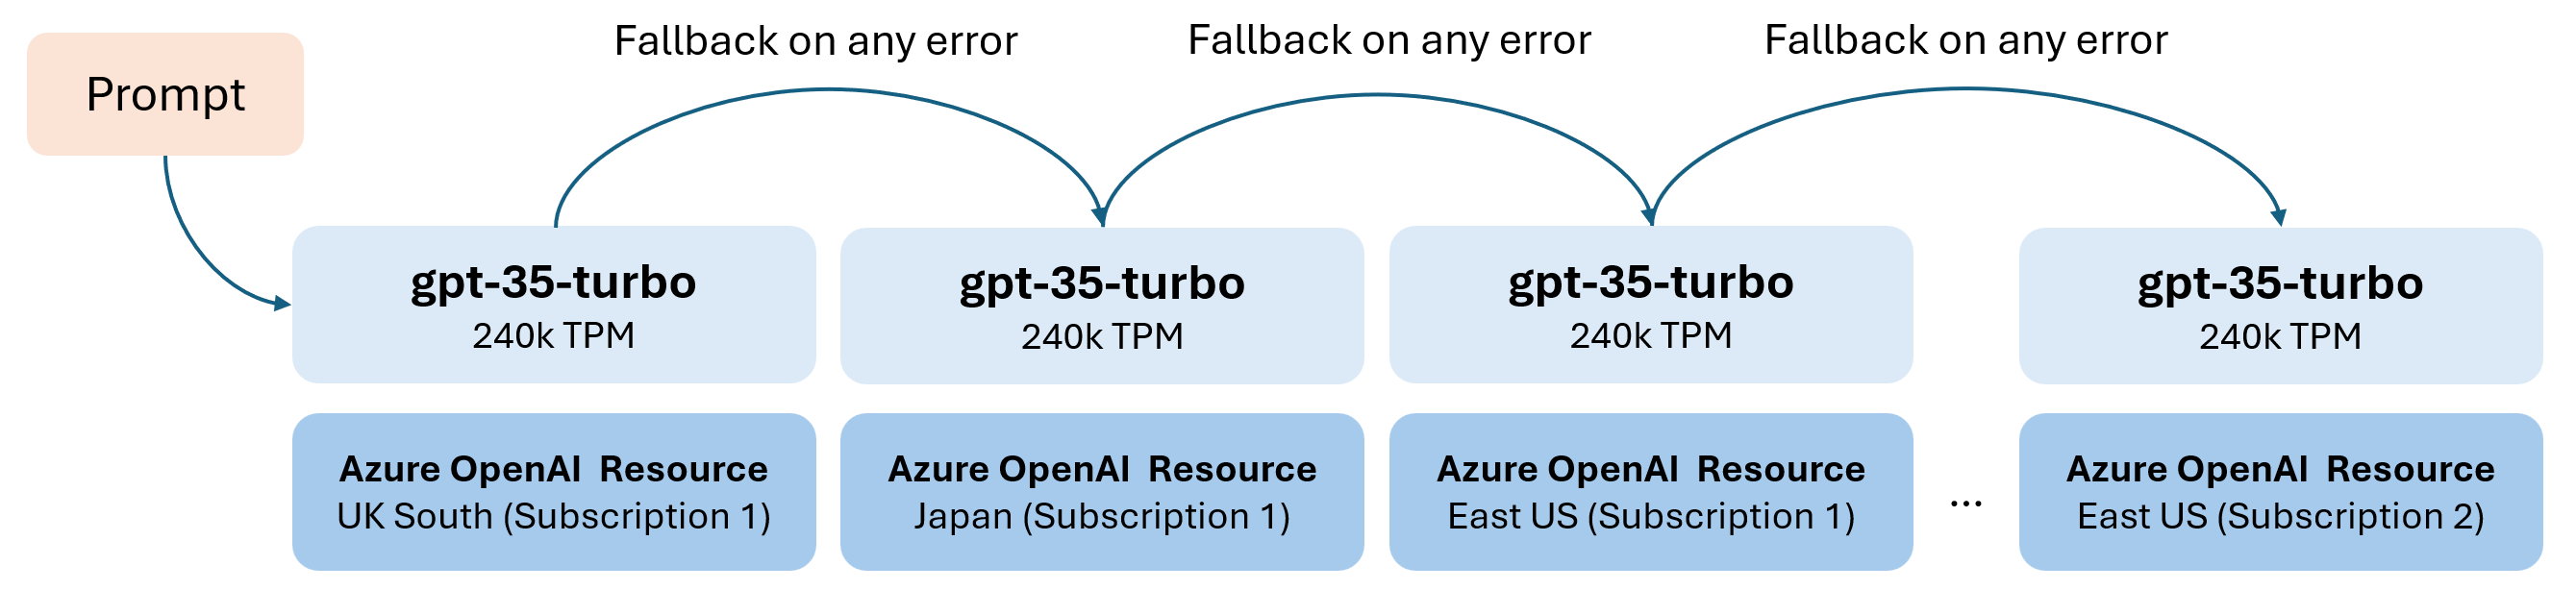 Prompt
Fallback on any error
Fallback on any error
Fallback on any error
gpt-35-turbo
240k TPM
gpt-35-turbo
240k TPM
gpt-35-turbo
240k TPM
gpt-35-turbo
240k TPM
Azure OpenAI  Resource
UK South (Subscription 1)
Azure OpenAI  Resource
Japan (Subscription 1)
Azure OpenAI  Resource
East US (Subscription 1)
...
Azure OpenAI  Resource
East US (Subscription 2)